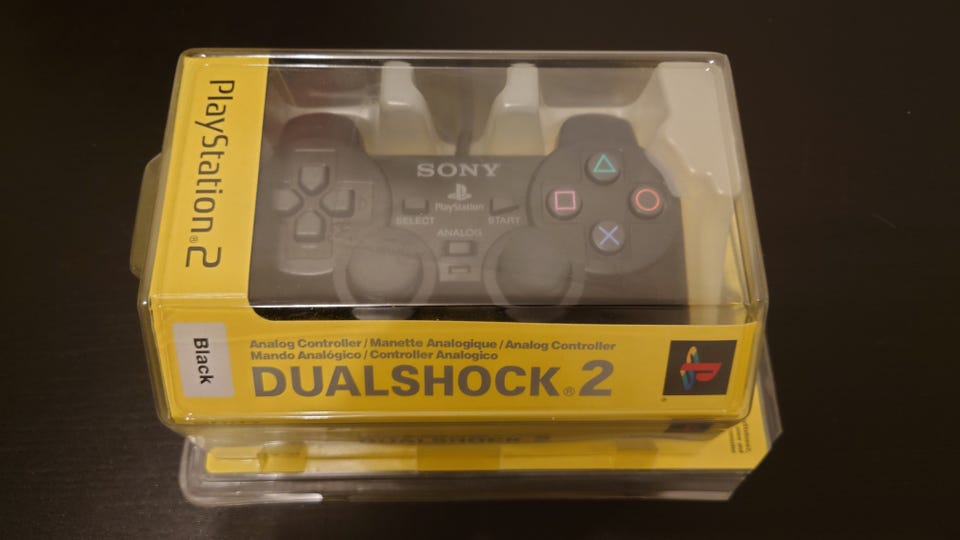 PlayStation®2
SONY
PlayStation
SELECT
START
ANALOG
Black
Analog Controller / Manette Analogique / Analog Controller
Mando Analógico / Controller Analogico
DUALSHOCK®2